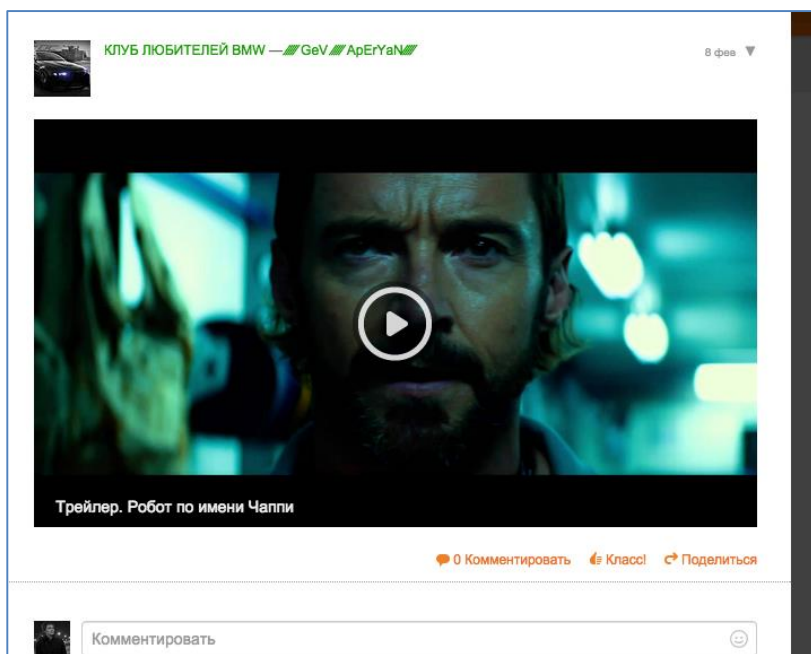 КЛУБ ЛЮБИТЕЛЕЙ BMW —////GeV////ApErYaN////
8 фев ▼
Трейлер. Робот по имени Чаппи
0 Комментировать Класс! Поделиться
Комментировать